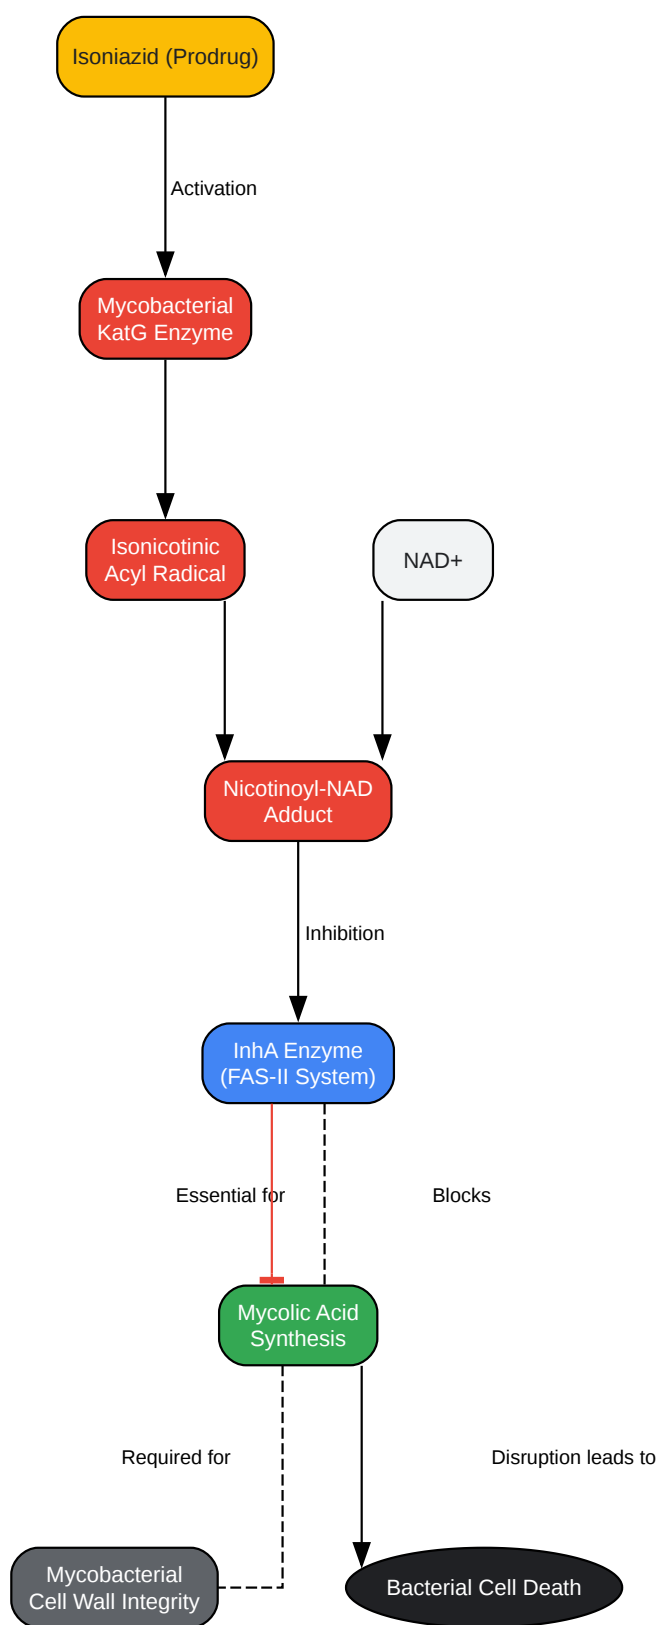 Isoniazid (Prodrug)
Activation
Mycobacterial
KatG Enzyme
Isonicotinic
Acyl Radical
NAD+
Nicotinoyl-NAD
Adduct
Inhibition
InhA Enzyme
(FAS-II System)
Essential for
Blocks
Mycolic Acid
Synthesis
Required for
Disruption leads to
Mycobacterial
Cell Wall Integrity
Bacterial Cell Death